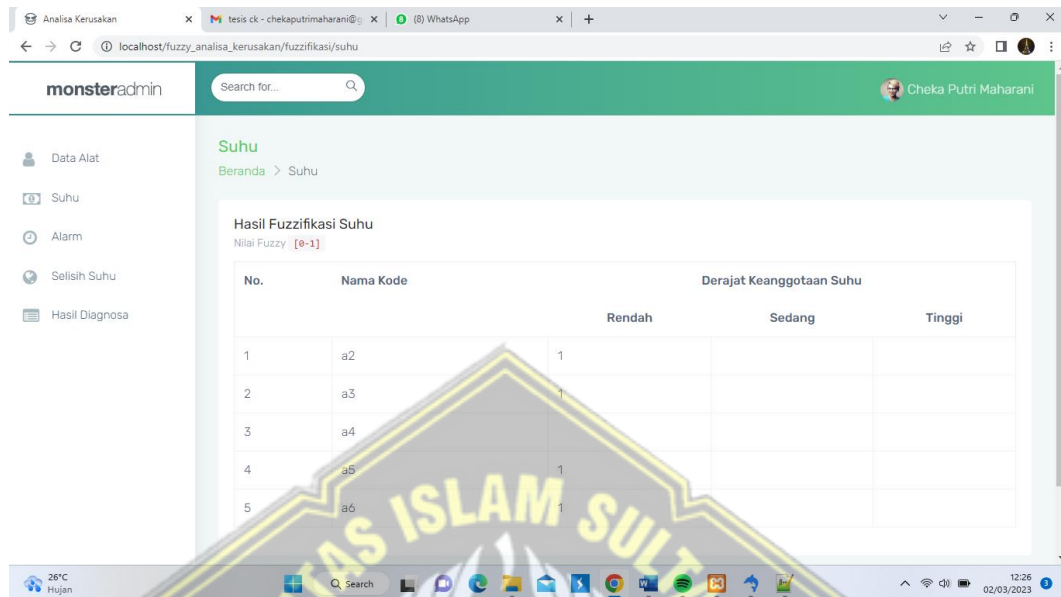 Analisa Kerusakan
tesis ck - chekaputrimaharani@g
(8) WhatsApp
localhost/fuzzy_analisa_kerusakan/fuzzifikasi/suhu
monsteradmin
Search for...
Cheka Putri Maharani
Data Alat
Suhu
Alarm
Selisih Suhu
Hasil Diagnosa
Suhu
Beranda > Suhu
Hasil Fuzzifikasi Suhu
Nilai Fuzzy [0-1]
No. Nama Kode Derajat Keanggotaan Suhu
Rendah Sedang Tinggi
1 a2 1
2 a3 1
3 a4
4 a5 1
5 a6 1
ISLAM
26°C
Hujan
Search
12:26
02/03/2023
3